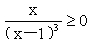 x
(x－1)³ ≥0